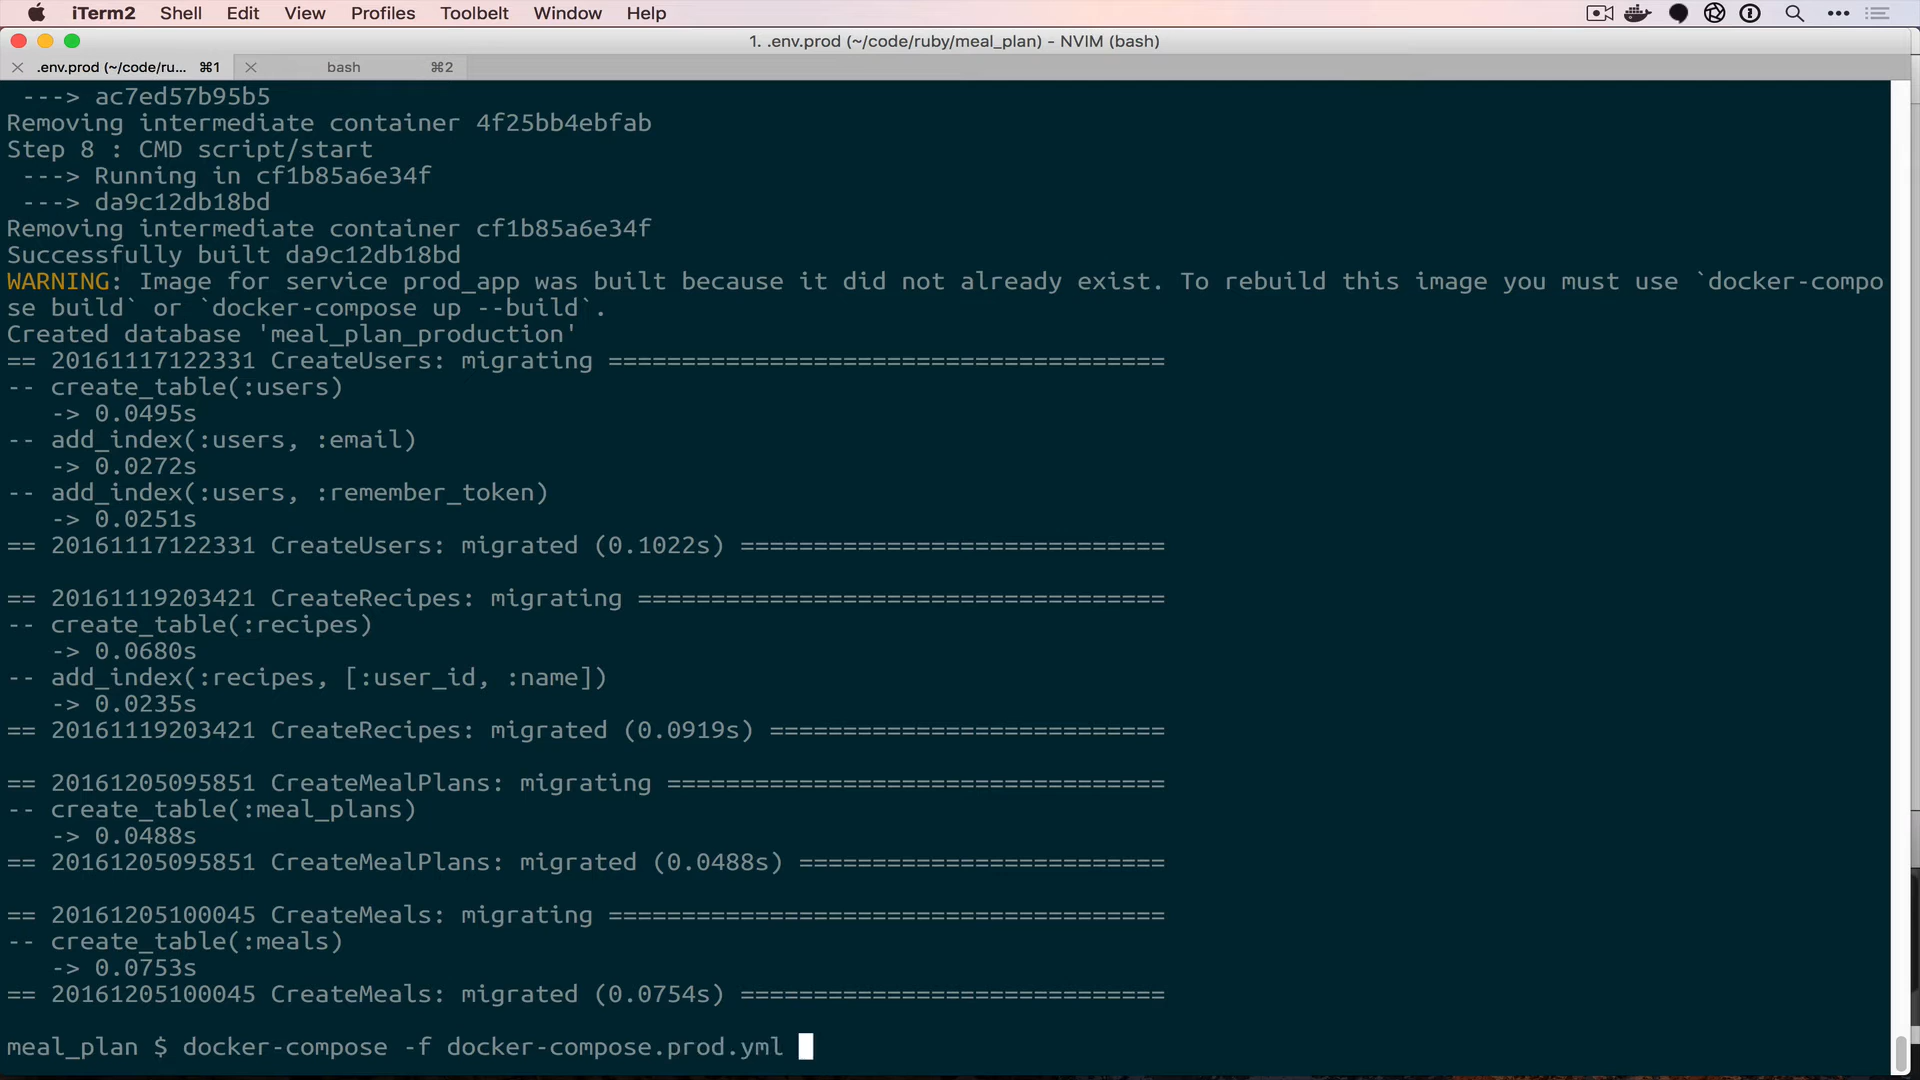 iTerm2 Shell Edit View Profiles Toolbelt Window Help
1. .env.prod (~/code/ruby/meal_plan) - NVIM (bash)
.env.prod (~/code/ru... ⌘1 bash ⌘2
---> ac7ed57b95b5
Removing intermediate container 4f25bb4ebfab
Step 8 : CMD script/start
---> Running in cf1b85a6e34f
---> da9c12db18bd
Removing intermediate container cf1b85a6e34f
Successfully built da9c12db18bd
WARNING: Image for service prod_app was built because it did not already exist. To rebuild this image you must use `docker-compo
se build` or `docker-compose up --build`.
Created database 'meal_plan_production'
== 20161117122331 CreateUsers: migrating ======================================
-- create_table(:users)
-> 0.0495s
-- add_index(:users, :email)
-> 0.0272s
-- add_index(:users, :remember_token)
-> 0.0251s
== 20161117122331 CreateUsers: migrated (0.1022s) =============================
== 20161119203421 CreateRecipes: migrating ====================================
-- create_table(:recipes)
-> 0.0680s
-- add_index(:recipes, [:user_id, :name])
-> 0.0235s
== 20161119203421 CreateRecipes: migrated (0.0919s) ===========================
== 20161205095851 CreateMealPlans: migrating ==================================
-- create_table(:meal_plans)
-> 0.0488s
== 20161205095851 CreateMealPlans: migrated (0.0488s) =========================
== 20161205100045 CreateMeals: migrating ======================================
-- create_table(:meals)
-> 0.0753s
== 20161205100045 CreateMeals: migrated (0.0754s) =============================
meal_plan $ docker-compose -f docker-compose.prod.yml